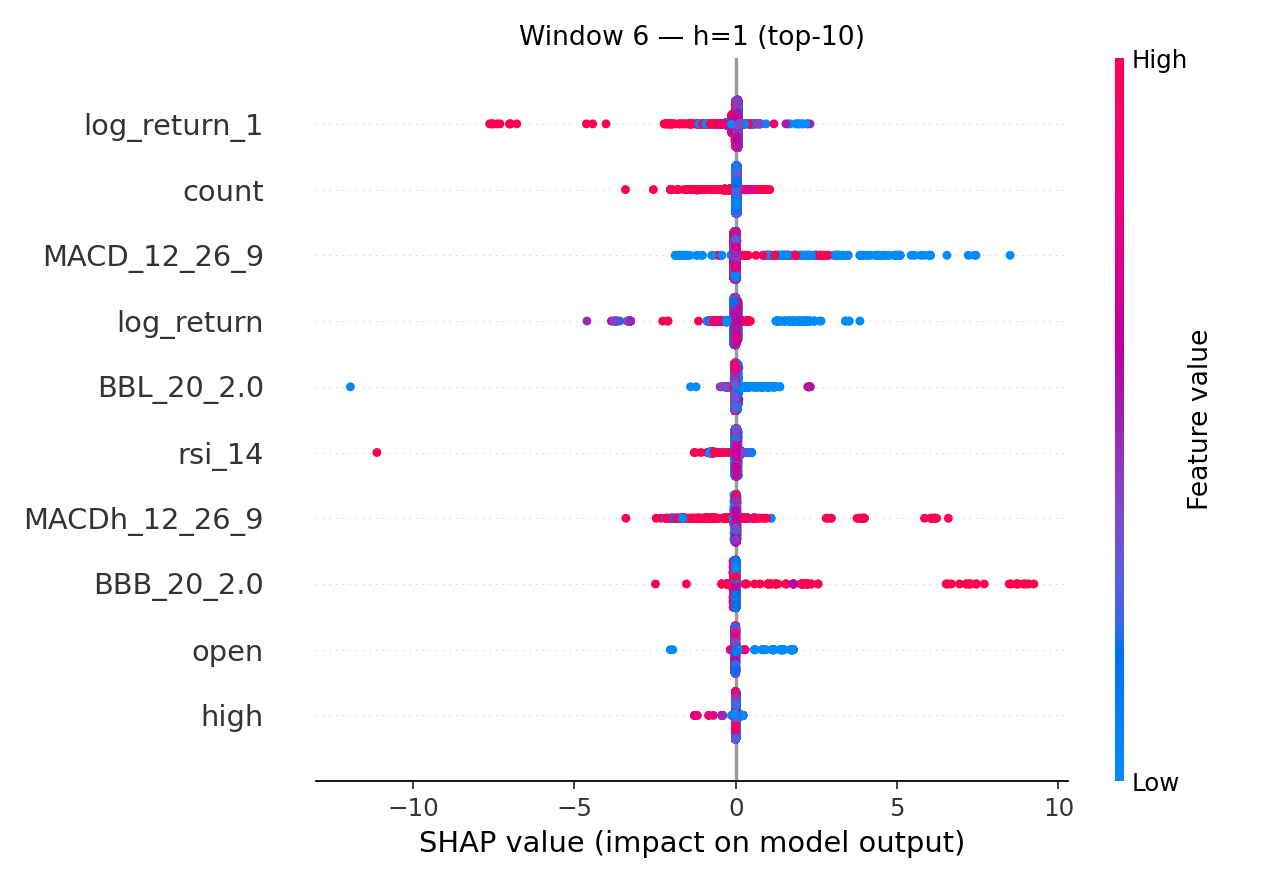 Window 6 — h=1 (top-10)
High
log_return_1
count
MACD_12_26_9
log_return
BBL_20_2.0
rsi_14
MACDh_12_26_9
BBB_20_2.0
open
high
Feature value
Low
−10 −5 0 5 10
SHAP value (impact on model output)